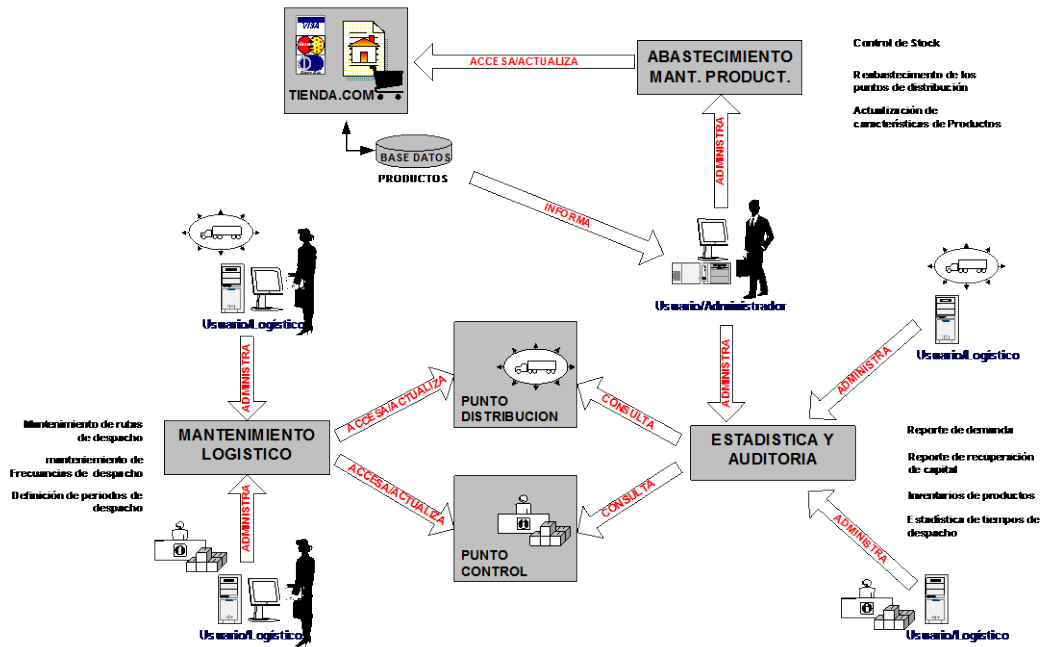 VISA
TIENDA.COM
ACCESA/ACTUALIZA
ABASTECIMIENTO
MANT. PRODUCT.
Control de Stock
Reabastecimento de los
puntos de distribución
Actualización de
características de Productos
BASE DATOS
PRODUCTOS
ADMINISTRA
INFORMA
Usuario/Administrador
Usuario/Logístico
Usuario/Logístico
ADMINISTRA
ADMINISTRA
ADMINISTRA
PUNTO
DISTRIBUCION
ACCESA/ACTUALIZA
CONSULTA
Mantenimiento de rutas
de despacho
manteniemiento de
Frecuancias de despacho
Definición de periodos de
despacho
MANTENIMIENTO
LOGISTICO
ESTADISTICA Y
AUDITORIA
Reporte de demanda
Reporte de recuperación
de capital
Inventarios de productos
Estadística de tiempos de
despacho
ACCESA/ACTUALIZA
CONSULTA
ADMINISTRA
ADMINISTRA
PUNTO
CONTROL
Usuario/Logístico
Usuario/Logístico